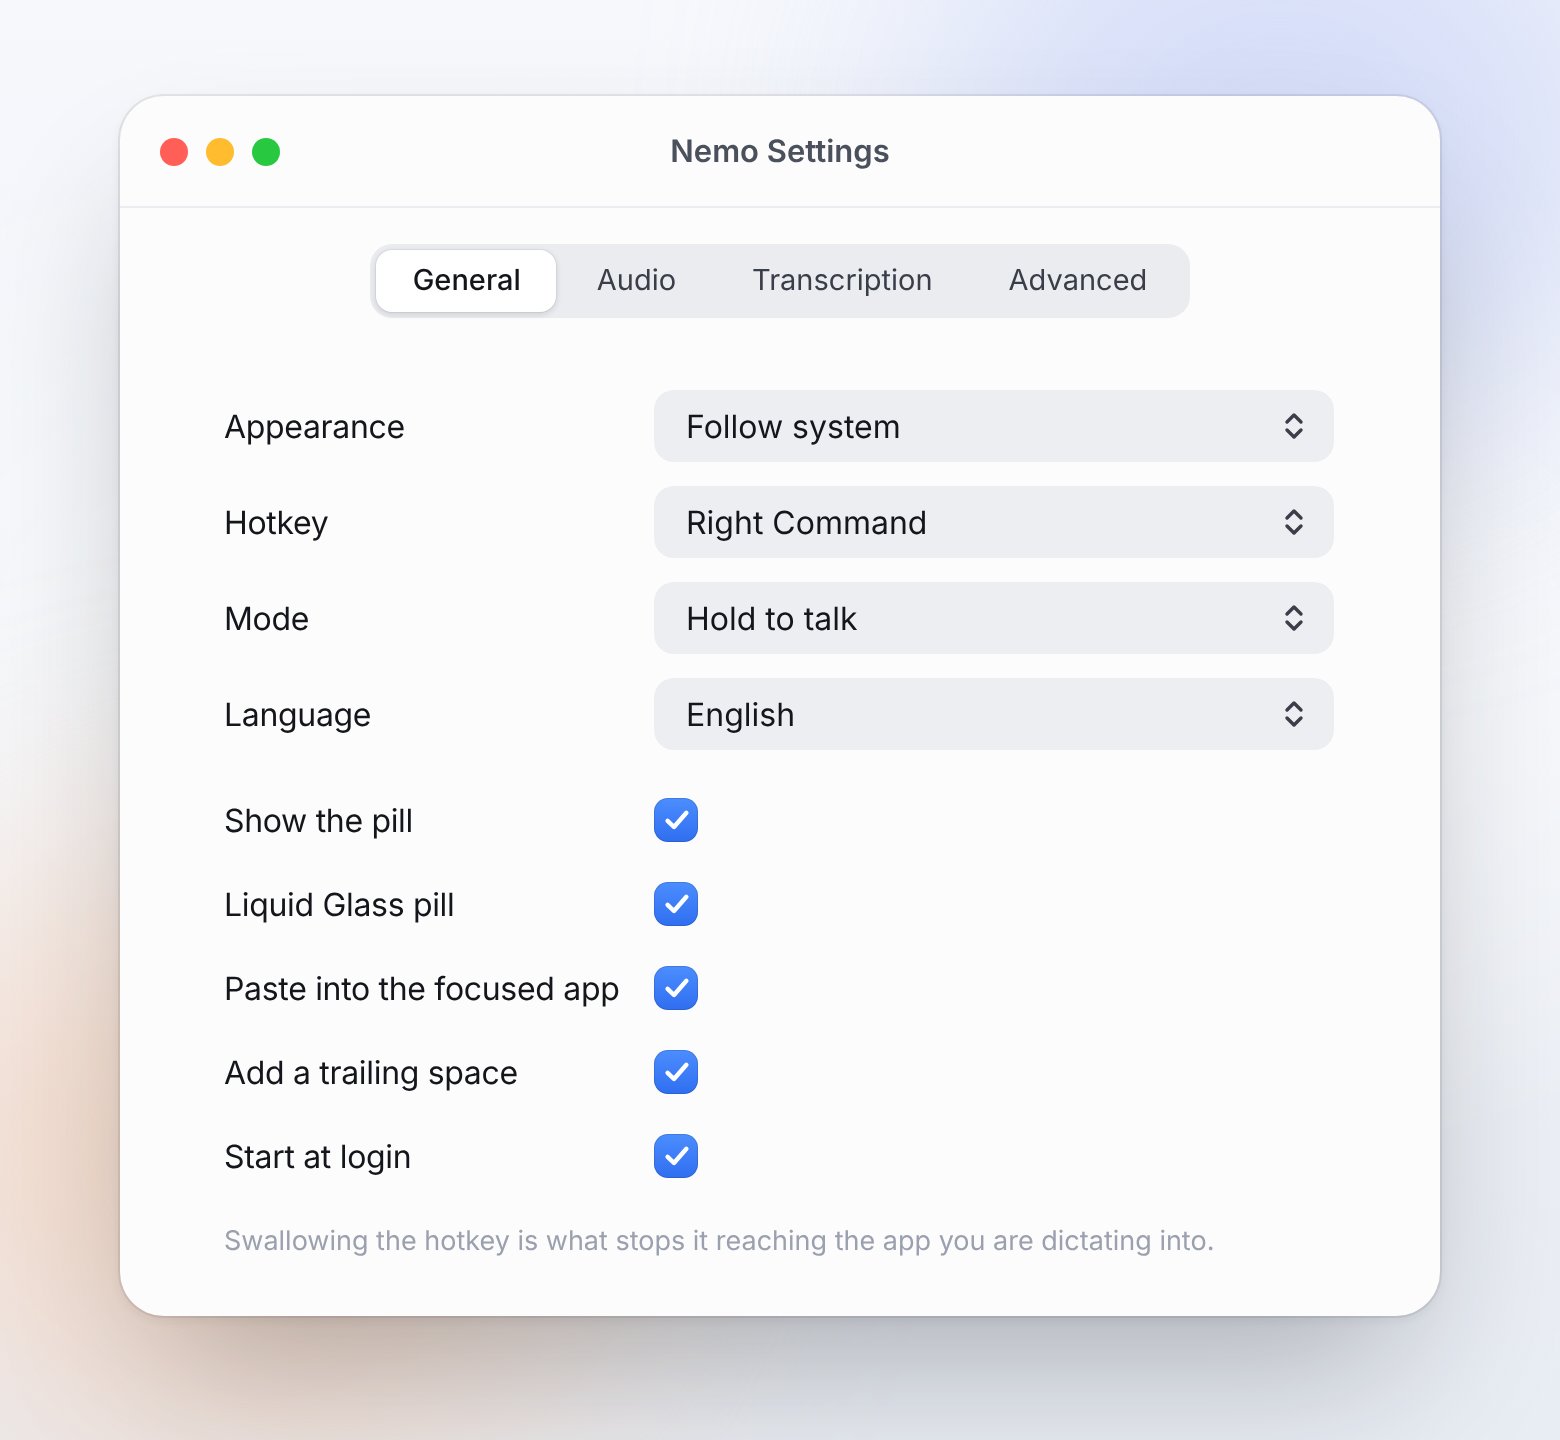 Nemo Settings
General Audio Transcription Advanced
Appearance Follow system
Hotkey Right Command
Mode Hold to talk
Language English
Show the pill
Liquid Glass pill
Paste into the focused app
Add a trailing space
Start at login
Swallowing the hotkey is what stops it reaching the app you are dictating into.